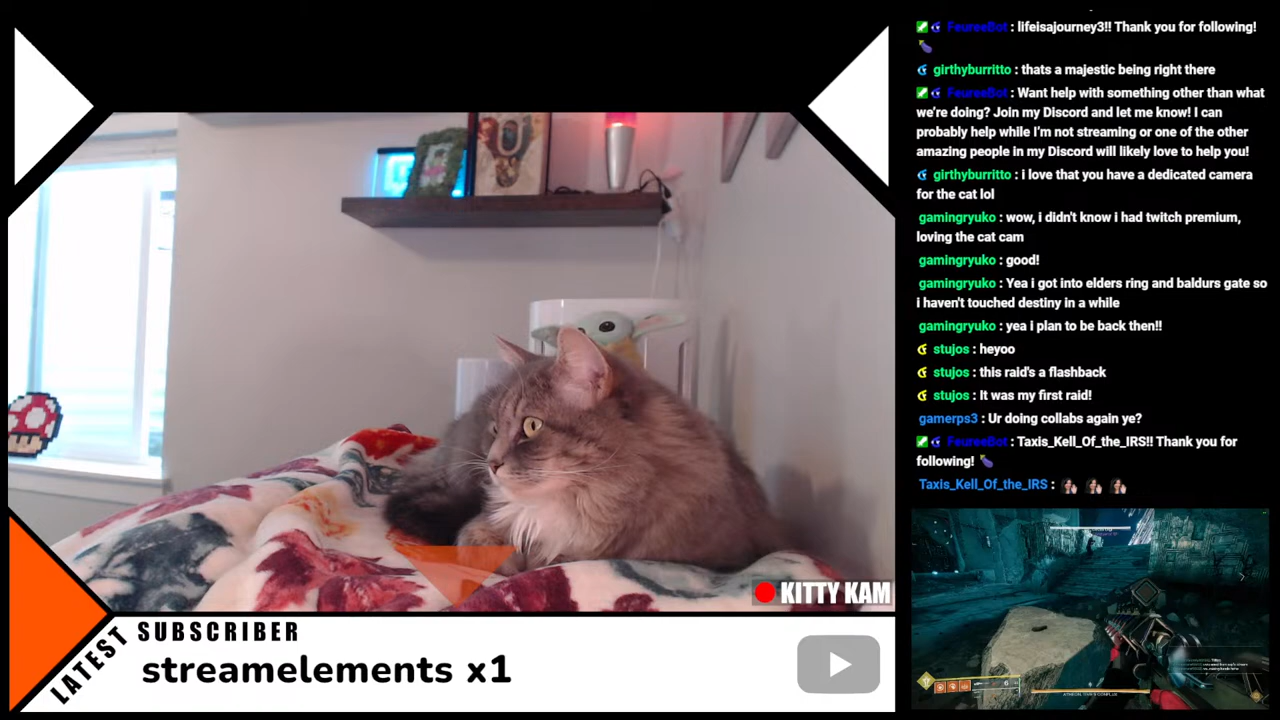 FeureeBot : lifeisajourney3!! Thank you for following!
girthyburritto : thats a majestic being right there
FeureeBot : Want help with something other than what
we're doing? Join my Discord and let me know! I can
probably help while I'm not streaming or one of the other
amazing people in my Discord will likely love to help you!
girthyburritto : i love that you have a dedicated camera
for the cat lol
gamingryuko : wow, i didn't know i had twitch premium,
loving the cat cam
gamingryuko : good!
gamingryuko : Yea i got into elders ring and baldurs gate so
i haven't touched destiny in a while
gamingryuko : yea i plan to be back then!!
stujos : heyoo
stujos : this raid's a flashback
stujos : It was my first raid!
gamerps3 : Ur doing collabs again ye?
FeureeBot : Taxis_Kell_Of_the_IRS!! Thank you for
following!
Taxis_Kell_Of_the_IRS :
KITTY KAM
LATEST SUBSCRIBER
streamelements x1